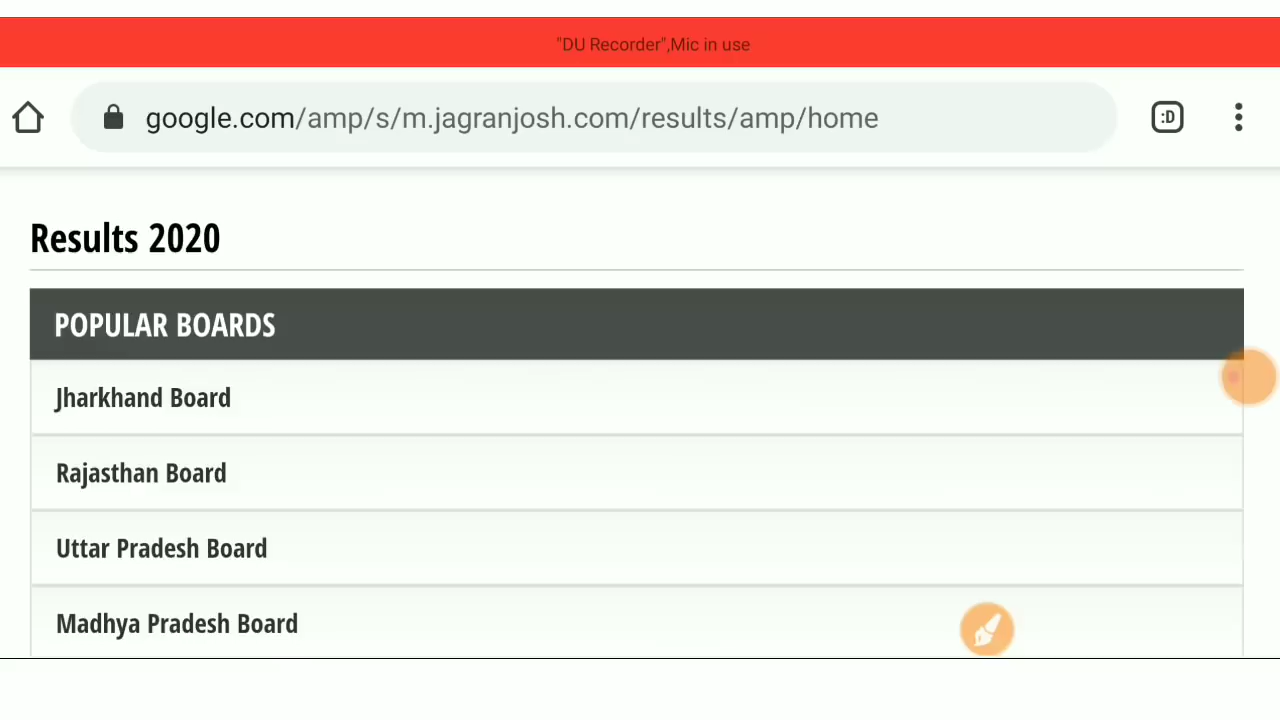 "DU Recorder",Mic in use
google.com/amp/s/m.jagranjosh.com/results/amp/home
:D
Results 2020
POPULAR BOARDS
Jharkhand Board
Rajasthan Board
Uttar Pradesh Board
Madhya Pradesh Board